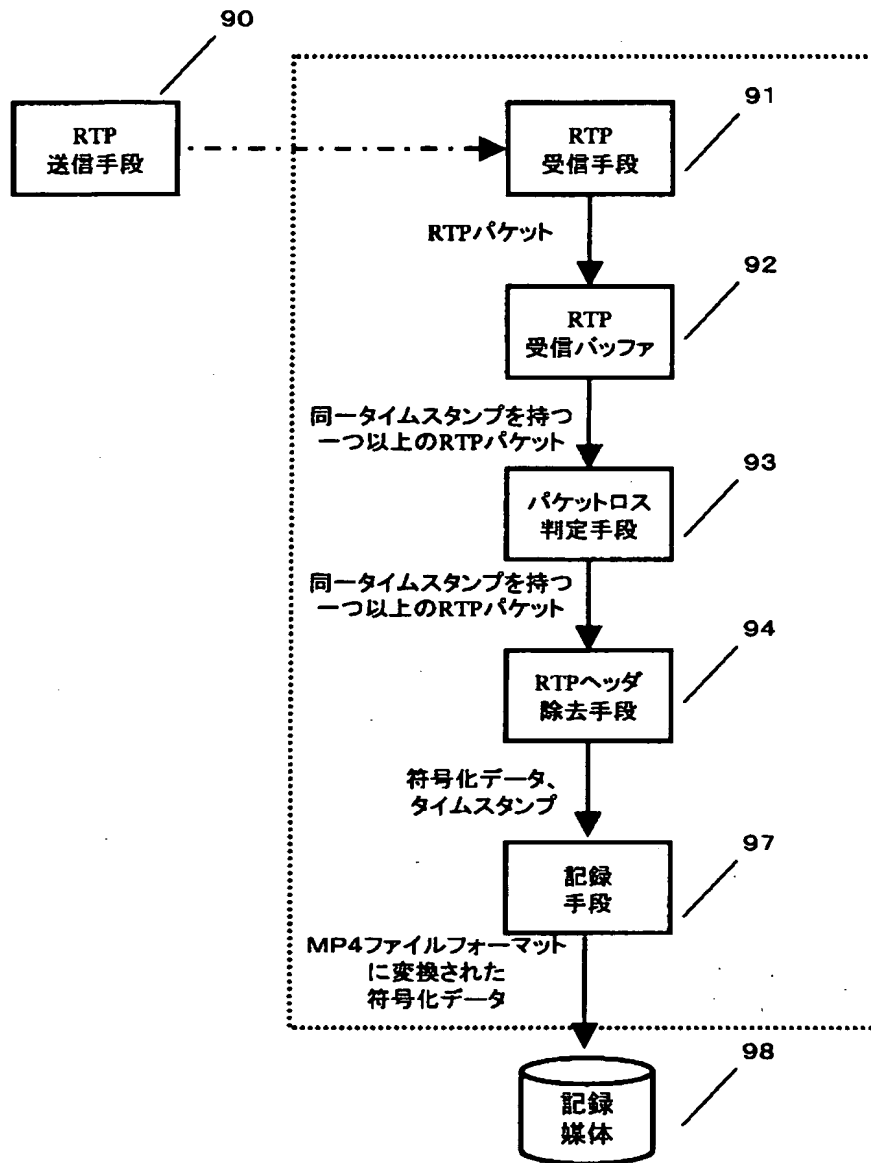 90
RTP
送信手段
91
RTP
受信手段
RTPパケット
92
RTP
受信バッファ
同一タイムスタンプを持つ
一つ以上のRTPパケット
93
パケットロス
判定手段
同一タイムスタンプを持つ
一つ以上のRTPパケット
94
RTPヘッダ
除去手段
符号化データ、
タイムスタンプ
97
記録
手段
MP4ファイルフォーマット
に変換された
符号化データ
98
記録
媒体